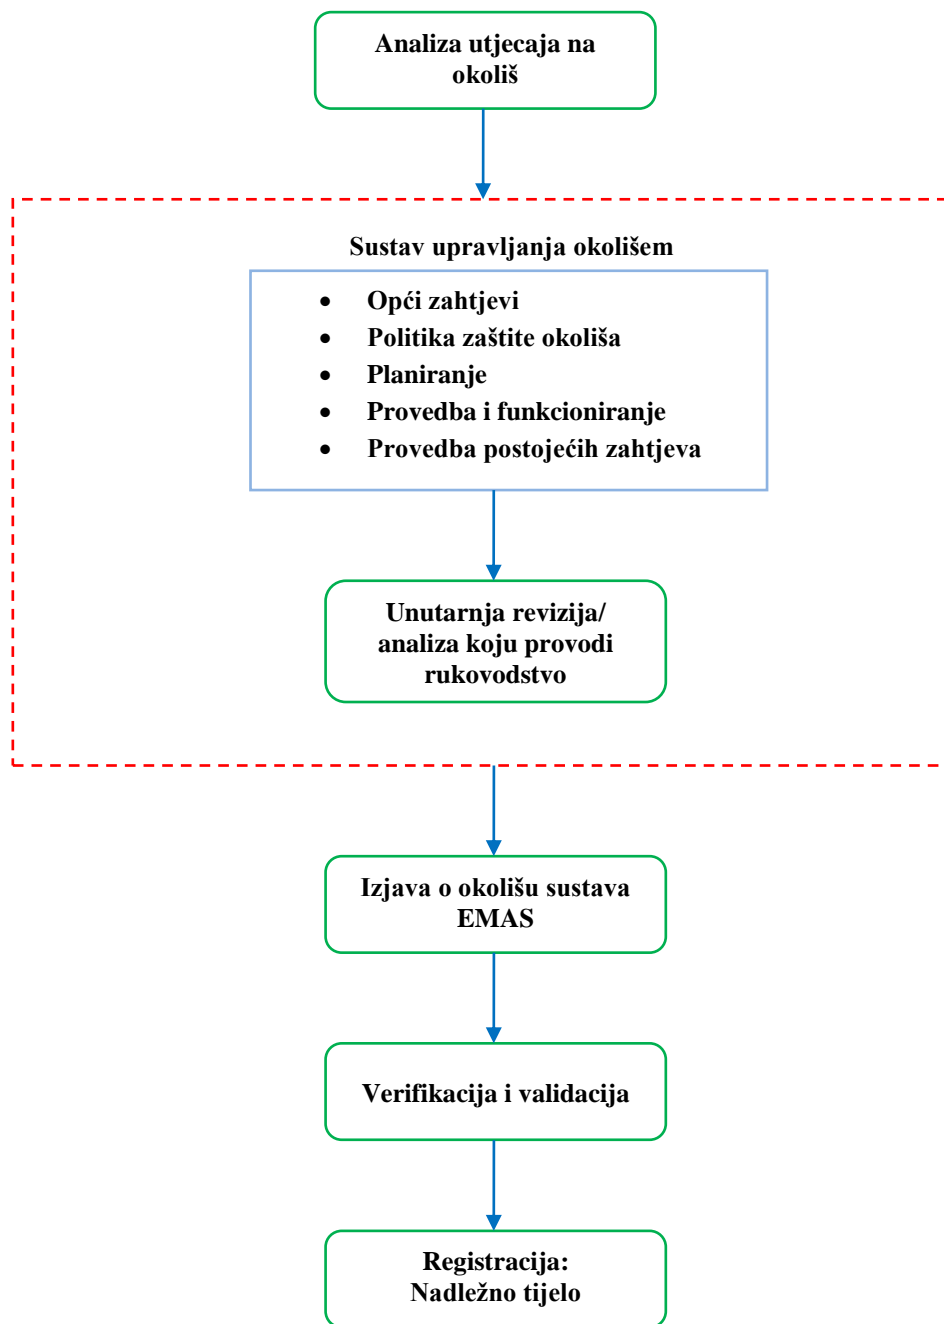 Analiza utjecaja na
okoliš
Sustav upravljanja okolišem
• Opći zahtjevi
• Politika zaštite okoliša
• Planiranje
• Provedba i funkcioniranje
• Provedba postojećih zahtjeva
Unutarnja revizija/
analiza koju provodi
rukovodstvo
Izjava o okolišu sustava
EMAS
Verifikacija i validacija
Registracija:
Nadležno tijelo